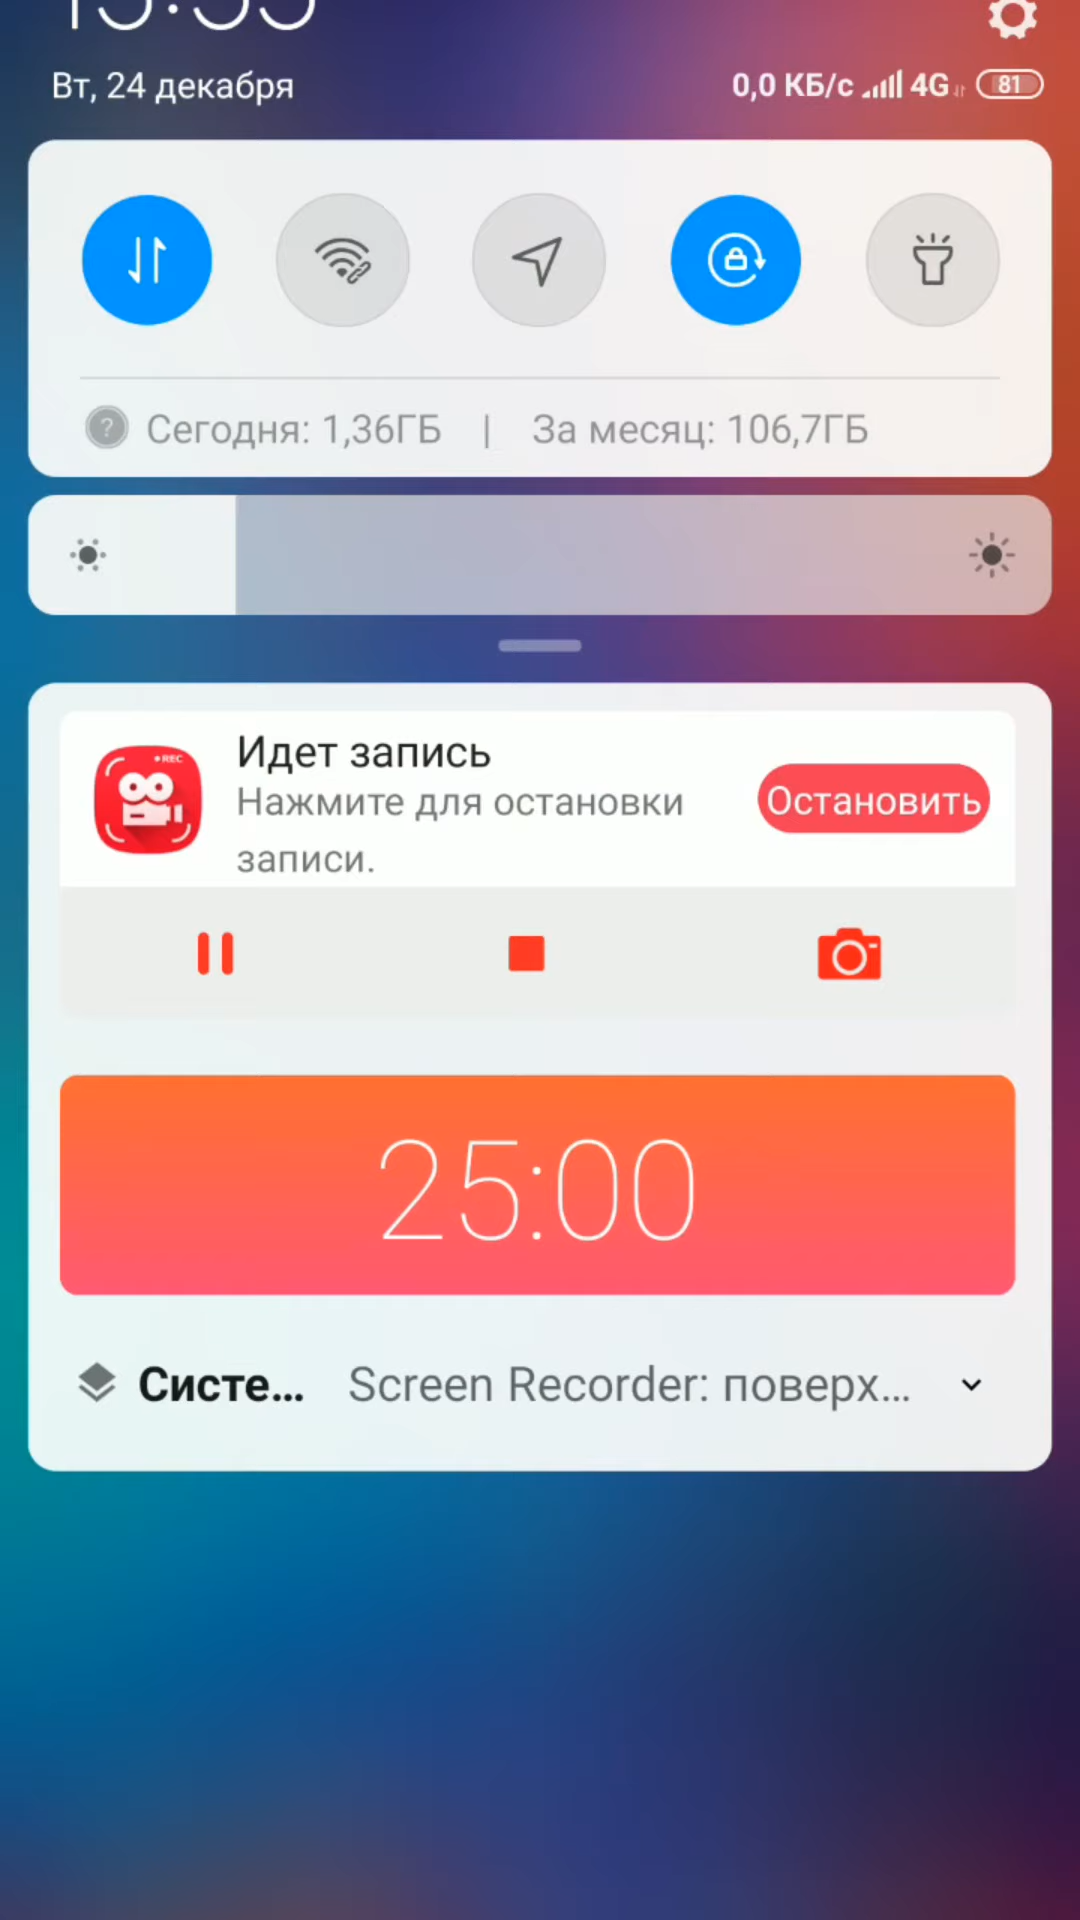 Вт, 24 декабря
0,0 КБ/с 4G 81
Сегодня: 1,36ГБ | За месяц: 106,7ГБ
REC
Идет запись
Нажмите для остановки
записи.
Остановить
25:00
Систе... Screen Recorder: поверх...